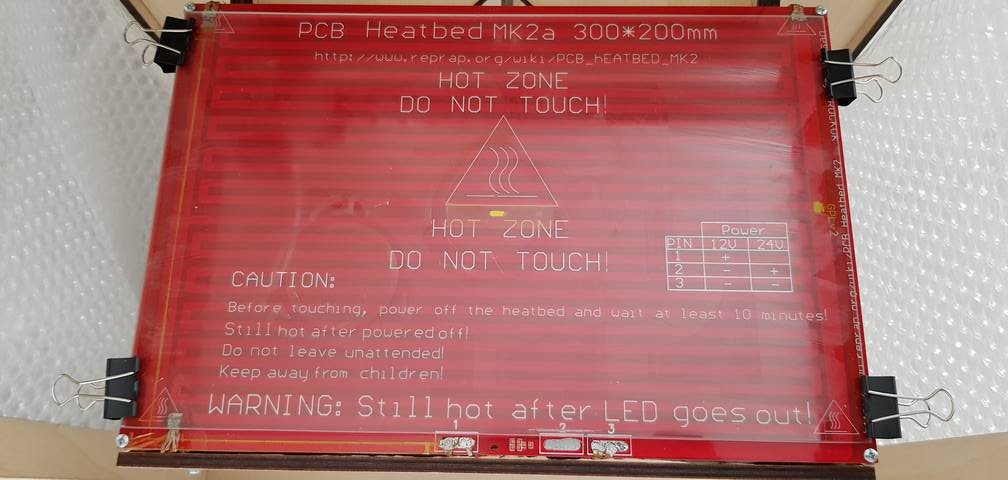 PCB Heatbed MK2a 300*200mm
http://www.reprap.org/wiki/PCB_hEATBED_MK2
HOT ZONE
DO NOT TOUCH!
HOT ZONE
DO NOT TOUCH!
Power
PIN 12V 24V
1 +
2 - +
3 - -
CAUTION:
Before touching, power off the heatbed and wait at least 10 minutes!
Still hot after powered off!
Do not leave unattended!
Keep away from children!
WARNING: Still hot after LED goes out!
1 2 3
PCB Heatbed MK2